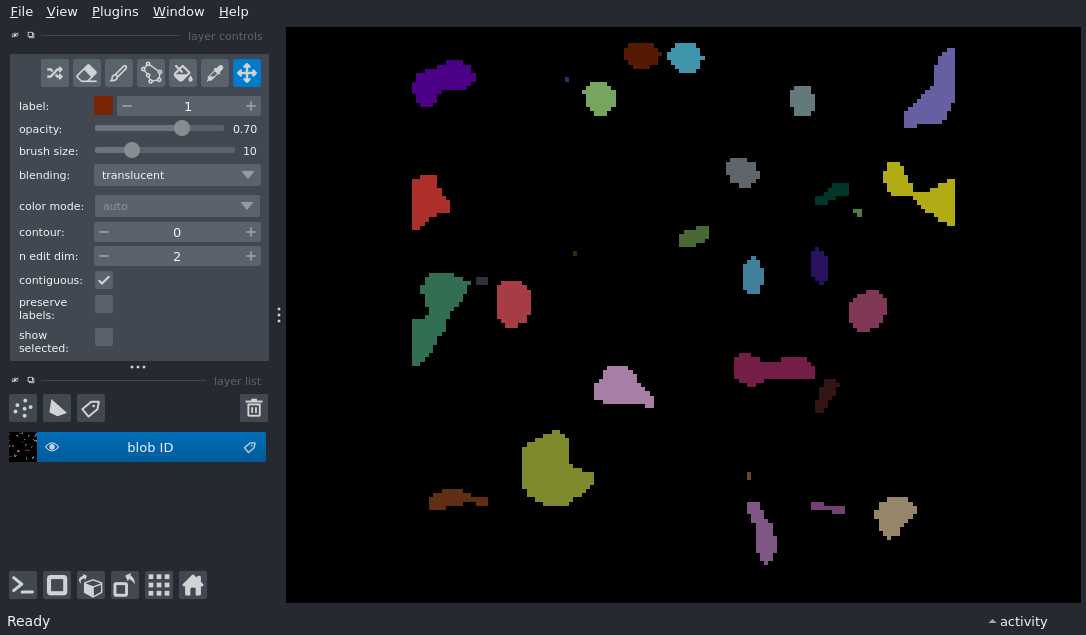 File View Plugins Window Help
layer controls
label: 1
opacity: 0.70
brush size: 10
blending: translucent
color mode: auto
contour: 0
n edit dim: 2
contiguous:
preserve
labels:
show
selected:
layer list
blob ID
Ready
activity